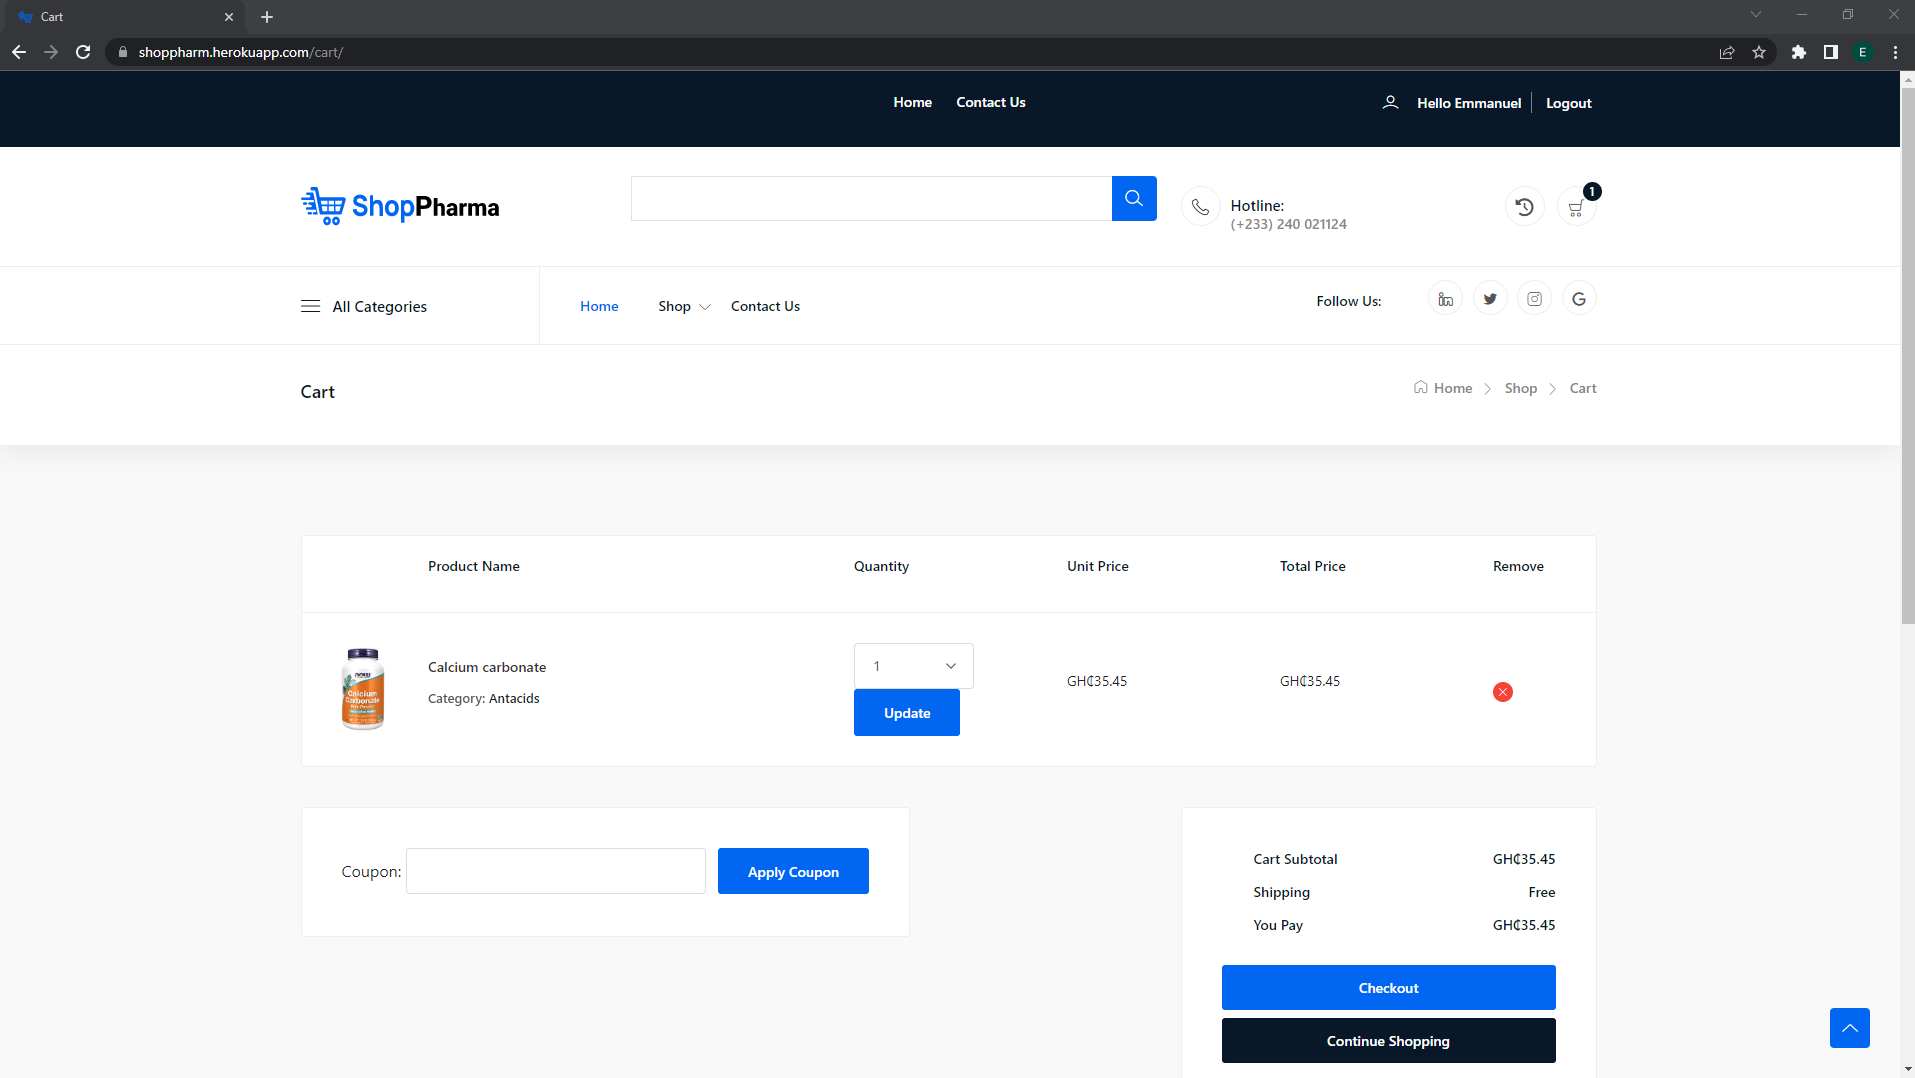 Cart
shoppharm.herokuapp.com/cart/
E
Home Contact Us
Hello Emmanuel Logout
ShopPharma
Hotline:
(+233) 240 021124
1
All Categories
Home Shop Contact Us
Follow Us:
Cart
Home Shop Cart
Product Name Quantity Unit Price Total Price Remove
NOW
Calcium
Carbonate
Calcium carbonate
Category: Antacids
1
Update
GH₵35.45 GH₵35.45
Coupon: Apply Coupon
Cart Subtotal GH₵35.45
Shipping Free
You Pay GH₵35.45
Checkout
Continue Shopping